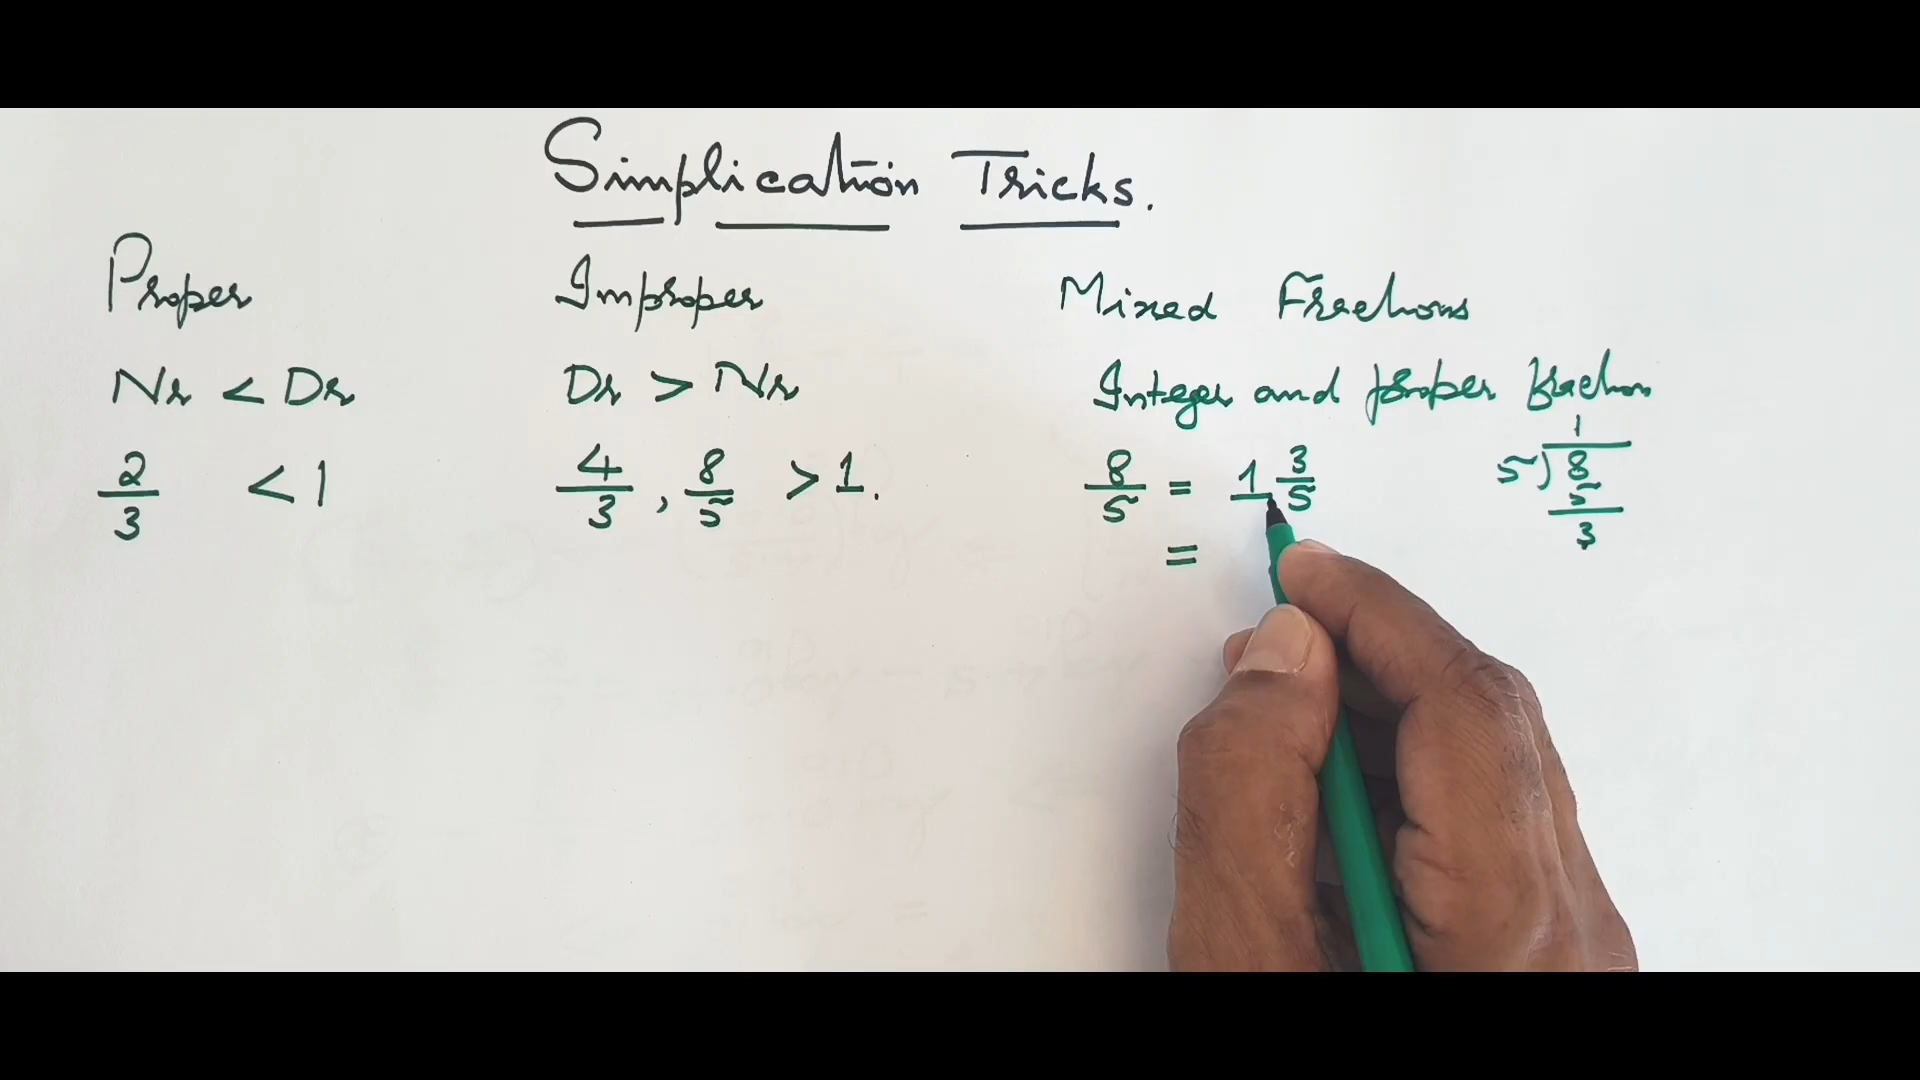 Simplication Tricks.
Proper
Nr < Dr
2/3 < 1
Improper
Dr > Nr
4/3, 8/5 > 1.
Mixed Fractions
Integer and proper fraction
8/5 = 1 3/5
=
1
5)8
5
3